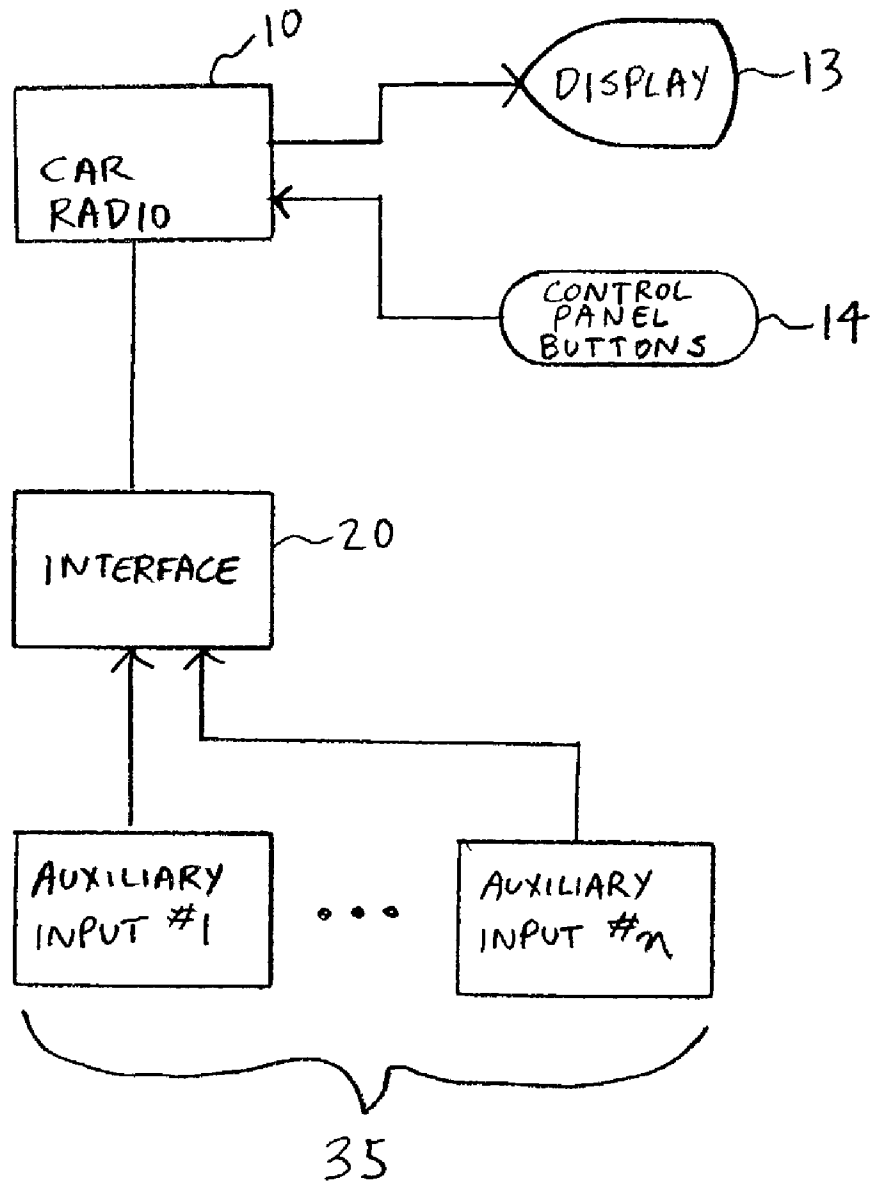 10
CAR
RADIO
DISPLAY
13
CONTROL
PANEL
BUTTONS
14
INTERFACE
20
AUXILIARY
INPUT #1
AUXILIARY
INPUT #n
35